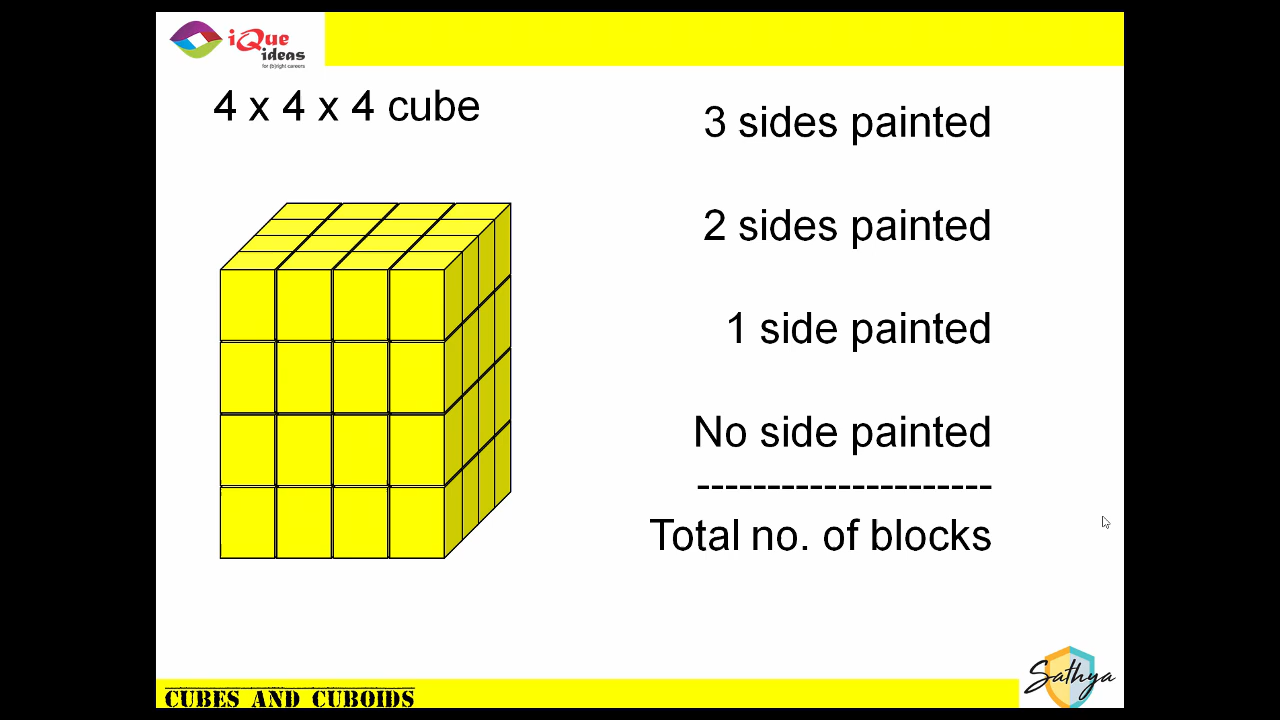 iQue
ideas
for (b)right careers
4 x 4 x 4 cube
3 sides painted
2 sides painted
1 side painted
No side painted
---------------------
Total no. of blocks
CUBES AND CUBOIDS
Sathya